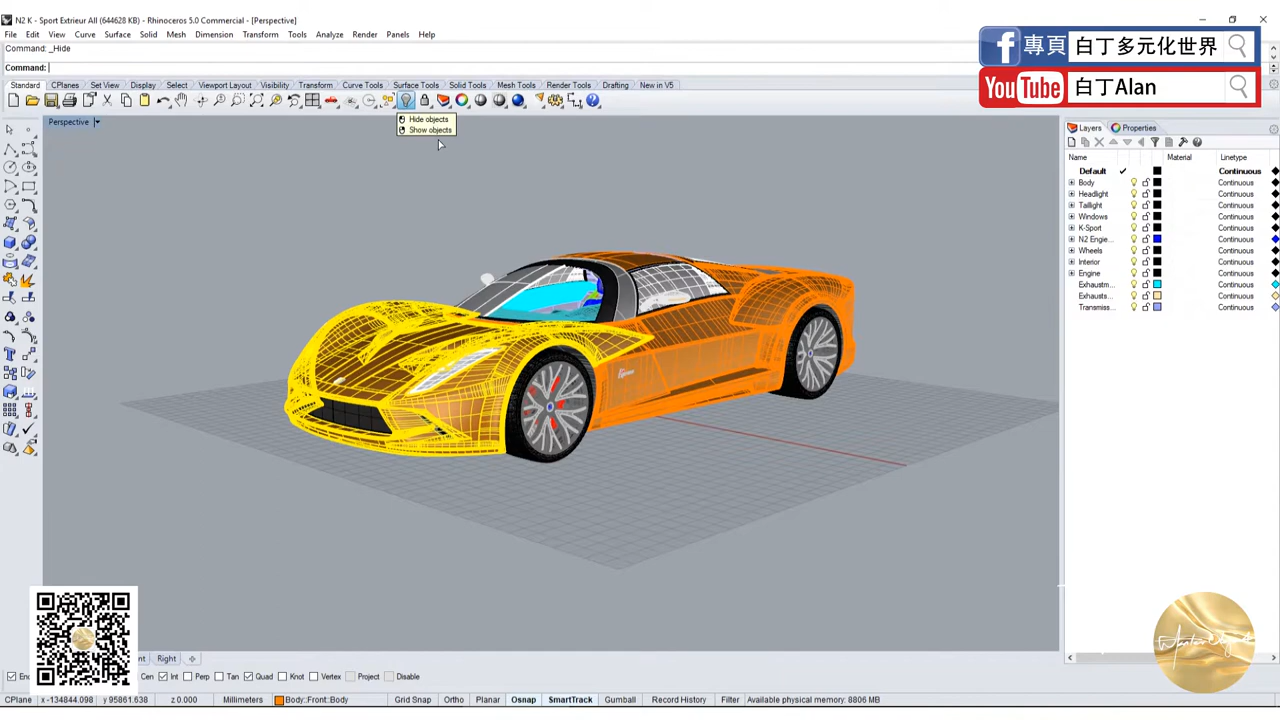 N2 K - Sport Extrieur All (644628 KB) - Rhinoceros 5.0 Commercial - [Perspective]
File Edit View Curve Surface Solid Mesh Dimension Transform Tools Analyze Render Panels Help
Command: _Hide
Command:
專頁 白丁多元化世界
YouTube 白丁Alan
Standard CPlanes Set View Display Select Viewport Layout Visibility Transform Curve Tools Surface Tools Solid Tools Mesh Tools Render Tools Drafting New in V5
Hide objects
Show objects
Perspective
Layers Properties
Name Material Linetype
Default Continuous
Body Continuous
Headlight Continuous
Taillight Continuous
Windows Continuous
K-Sport Continuous
N2 Engie... Continuous
Wheels Continuous
Interior Continuous
Engine Continuous
Exhaustm... Continuous
Exhausts... Continuous
Transmiss... Continuous
Right
Cen Int Perp Tan Quad Knot Vertex Project Disable
CPlane x -134844.098 y 95861.638 z 0.000 Millimeters Body::Front::Body Grid Snap Ortho Planar Osnap SmartTrack Gumball Record History Filter Available physical memory: 8806 MB